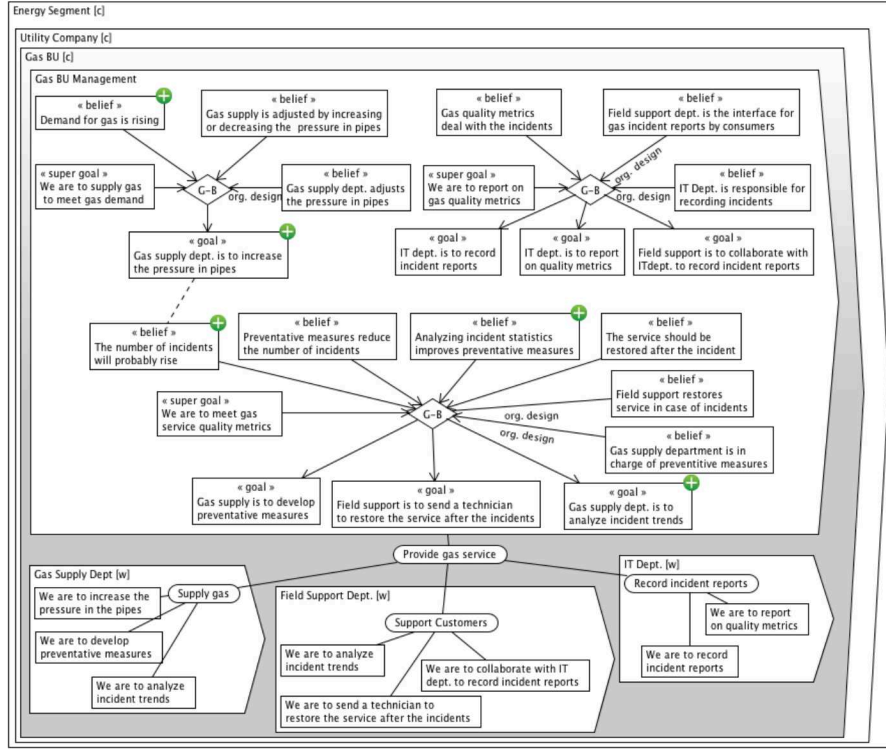 Energy Segment [c]
Utility Company [c]
Gas BU [c]
Gas BU Management
« belief »
Demand for gas is rising
« belief »
Gas supply is adjusted by increasing
or decreasing the pressure in pipes
« belief »
Gas quality metrics
deal with the incidents
« belief »
Field support dept. is the interface for
gas incident reports by consumers
« super goal »
We are to supply gas
to meet gas demand
G-B
org. design
« belief »
Gas supply dept. adjusts
the pressure in pipes
« super goal »
We are to report on
gas quality metrics
G-B
org. design
org. design
« belief »
IT Dept. is responsible for
recording incidents
« goal »
Gas supply dept. is to increase
the pressure in pipes
« goal »
IT dept. is to record
incident reports
« goal »
IT dept. is to report
on quality metrics
« goal »
Field support is to collaborate with
ITdept. to record incident reports
« belief »
The number of incidents
will probably rise
« belief »
Preventative measures reduce
the number of incidents
« belief »
Analyzing incident statistics
improves preventative measures
« belief »
The service should be
restored after the incident
« super goal »
We are to meet gas
service quality metrics
G-B
org. design
org. design
« belief »
Field support restores
service in case of incidents
« belief »
Gas supply department is in
charge of preventitive measures
« goal »
Gas supply is to develop
preventative measures
« goal »
Field support is to send a technician
to restore the service after the incidents
« goal »
Gas supply dept. is to
analyze incident trends
Provide gas service
Gas Supply Dept [w]
Supply gas
We are to increase the
pressure in the pipes
We are to develop
preventative measures
We are to analyze
incident trends
Field Support Dept. [w]
Support Customers
We are to analyze
incident trends
We are to collaborate with IT
dept. to record incident reports
We are to send a technician to
restore the service after the incidents
IT Dept. [w]
Record incident reports
We are to report
on quality metrics
We are to record
incident reports